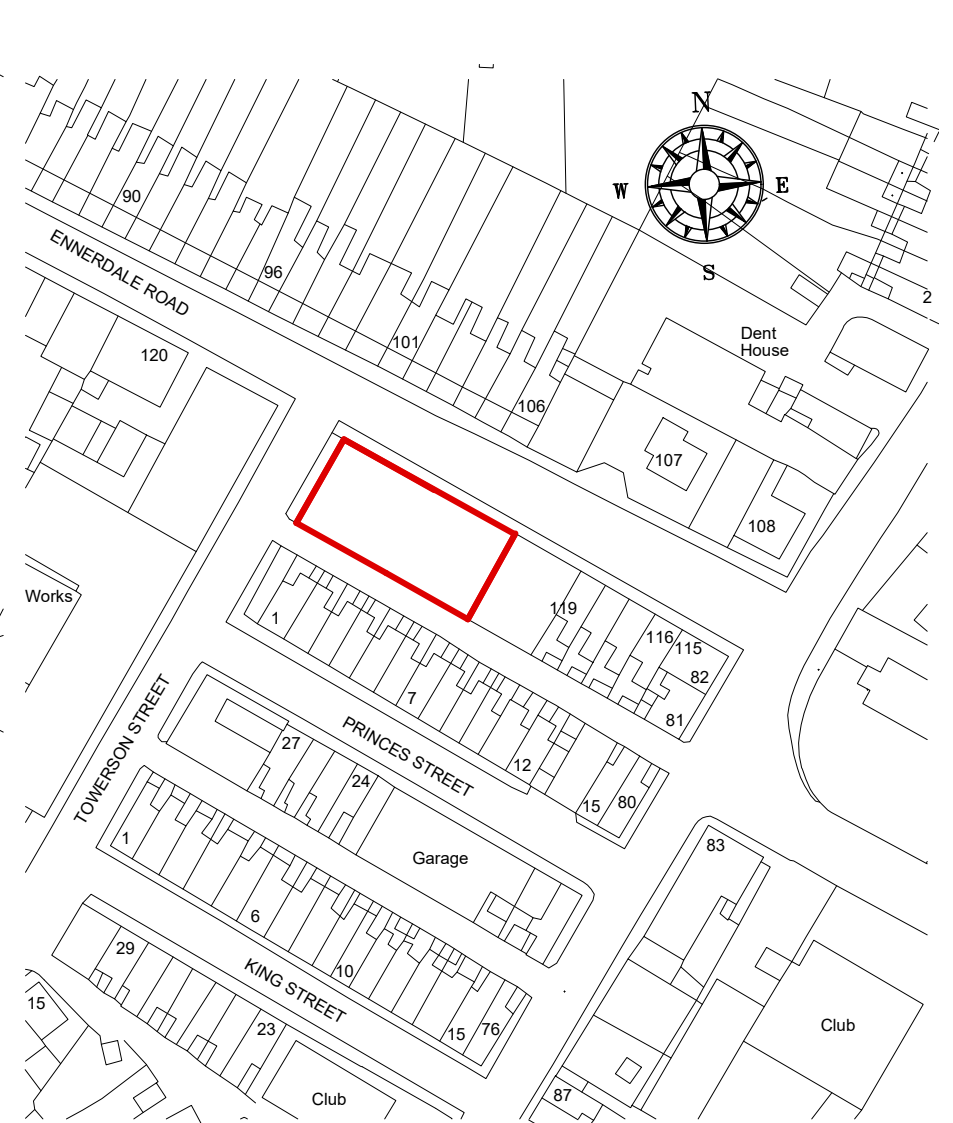 N
W
E
S
90
ENNERDALE ROAD
96
2
101
Dent
House
120
106
107
108
Works
1
119
116
115
82
81
7
PRINCES STREET
TOWERSON STREET
27
24
12
15
80
1
Garage
83
6
KING STREET
10
29
15
23
15
76
Club
Club
87